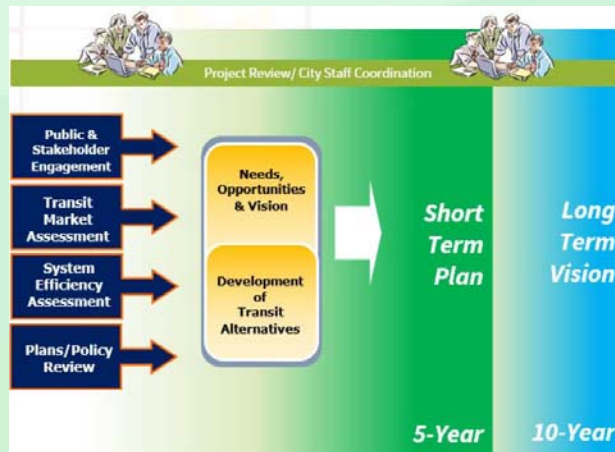 Project Review/ City Staff Coordination
Public &
Stakeholder
Engagement
Transit
Market
Assessment
System
Efficiency
Assessment
Plans/Policy
Review
Needs,
Opportunities
& Vision
Development
of
Transit
Alternatives
Short
Term
Plan
5-Year
Long
Term
Vision
10-Year